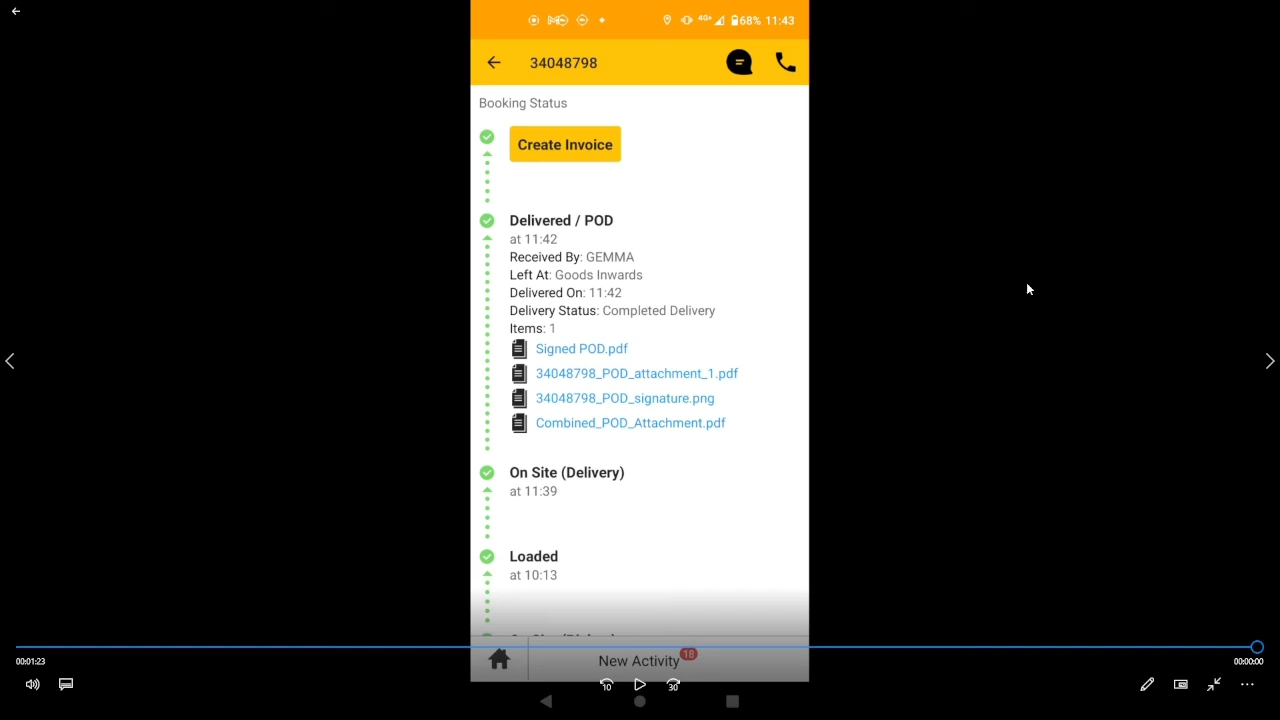 4G+ 68% 11:43
34048798
Booking Status
Create Invoice
Delivered / POD
at 11:42
Received By: GEMMA
Left At: Goods Inwards
Delivered On: 11:42
Delivery Status: Completed Delivery
Items: 1
Signed POD.pdf
34048798_POD_attachment_1.pdf
34048798_POD_signature.png
Combined_POD_Attachment.pdf
On Site (Delivery)
at 11:39
Loaded
at 10:13
New Activity 18
00:01:23
00:00:00
10
30